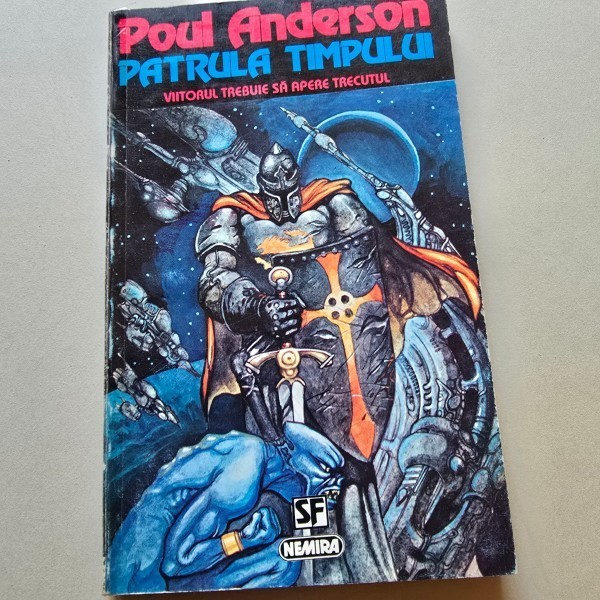 Poul Anderson
PATRULA TIMPULUI
VIITORUL TREBUIE SĂ APERE TRECUTUL
SF
NEMIRA